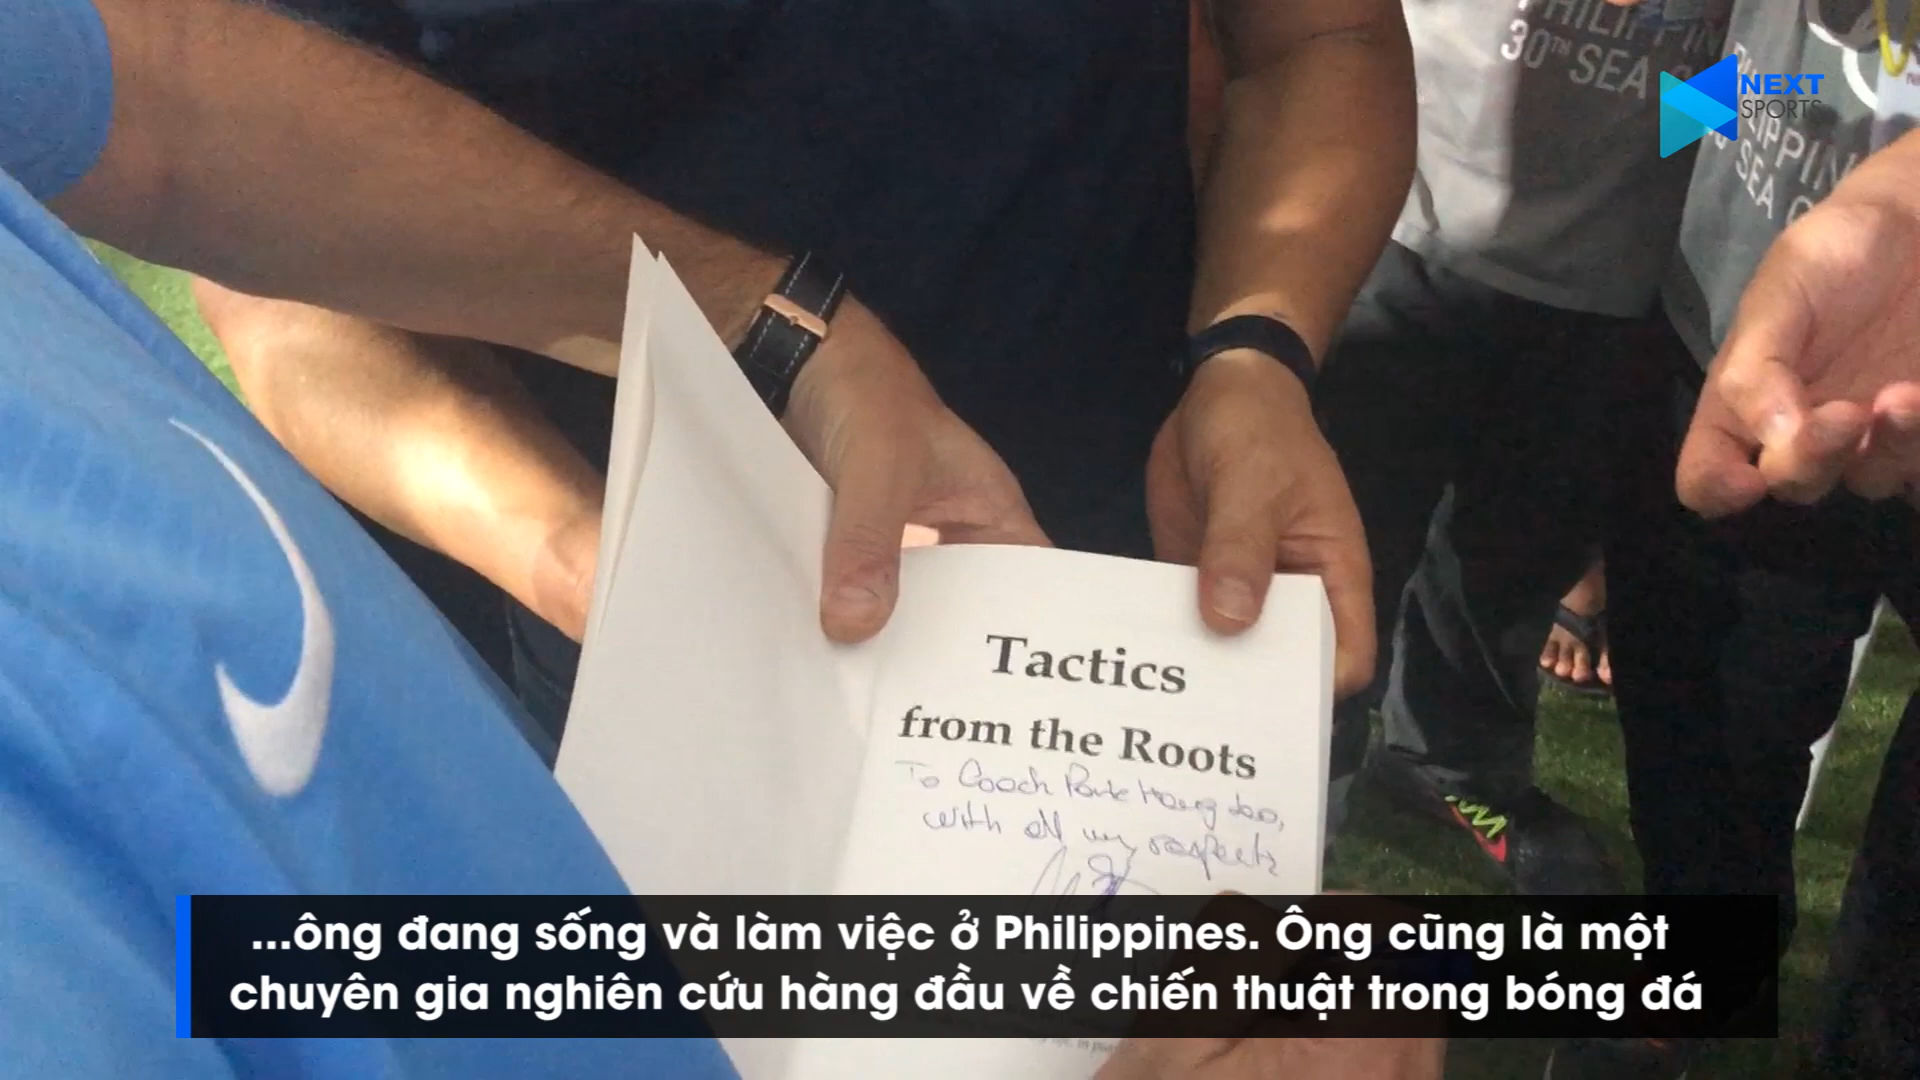 PHILIPPIN
30TH SEA
NEXT
SPORTS
SEA
Tactics
from the Roots
To Coach Park Hang Seo,
with all my respects
...ông đang sống và làm việc ở Philippines. Ông cũng là một
chuyên gia nghiên cứu hàng đầu về chiến thuật trong bóng đá